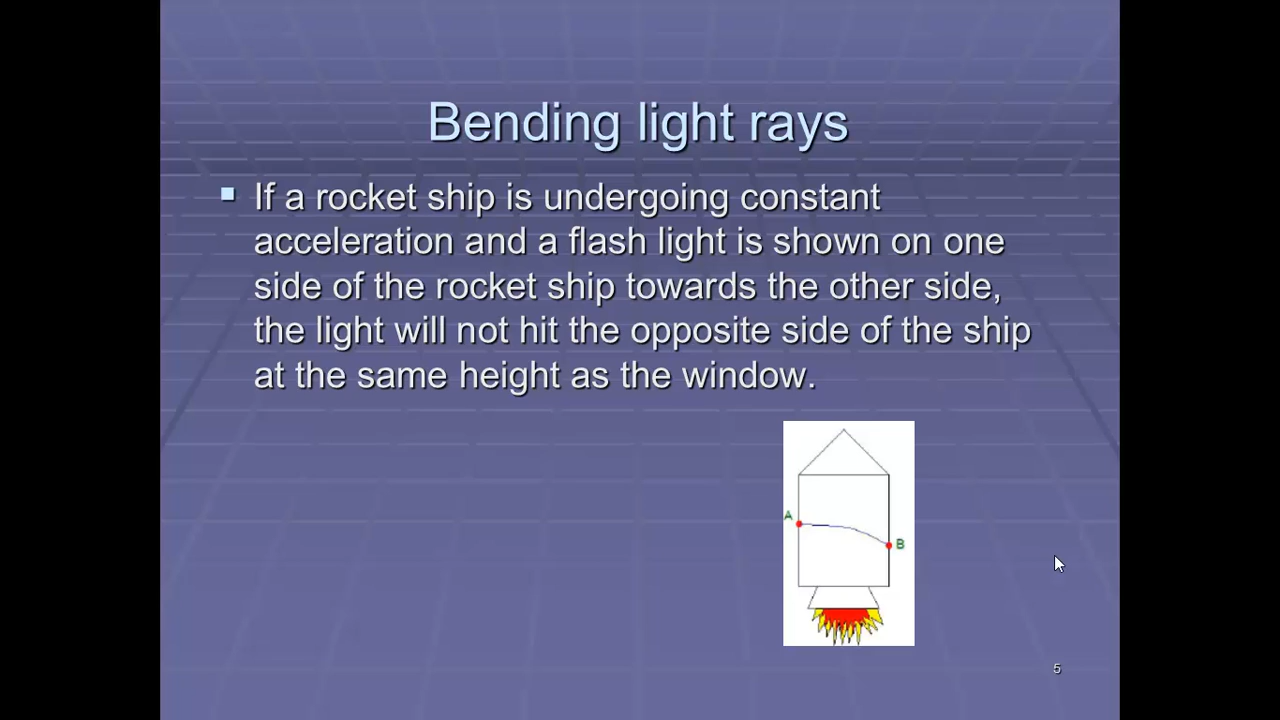 Bending light rays
If a rocket ship is undergoing constant
acceleration and a flash light is shown on one
side of the rocket ship towards the other side,
the light will not hit the opposite side of the ship
at the same height as the window.
A
B
5